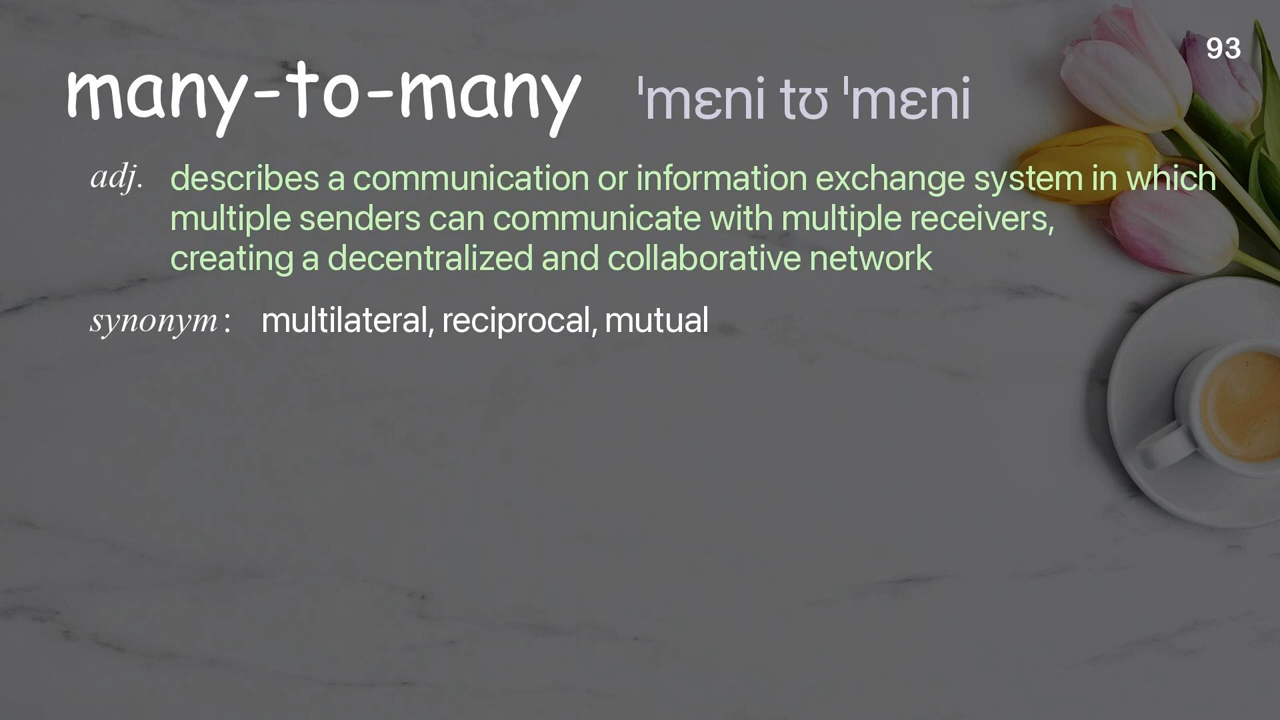 93
many-to-many ˈmɛni tʊ ˈmɛni
adj. describes a communication or information exchange system in which
multiple senders can communicate with multiple receivers,
creating a decentralized and collaborative network
synonym: multilateral, reciprocal, mutual